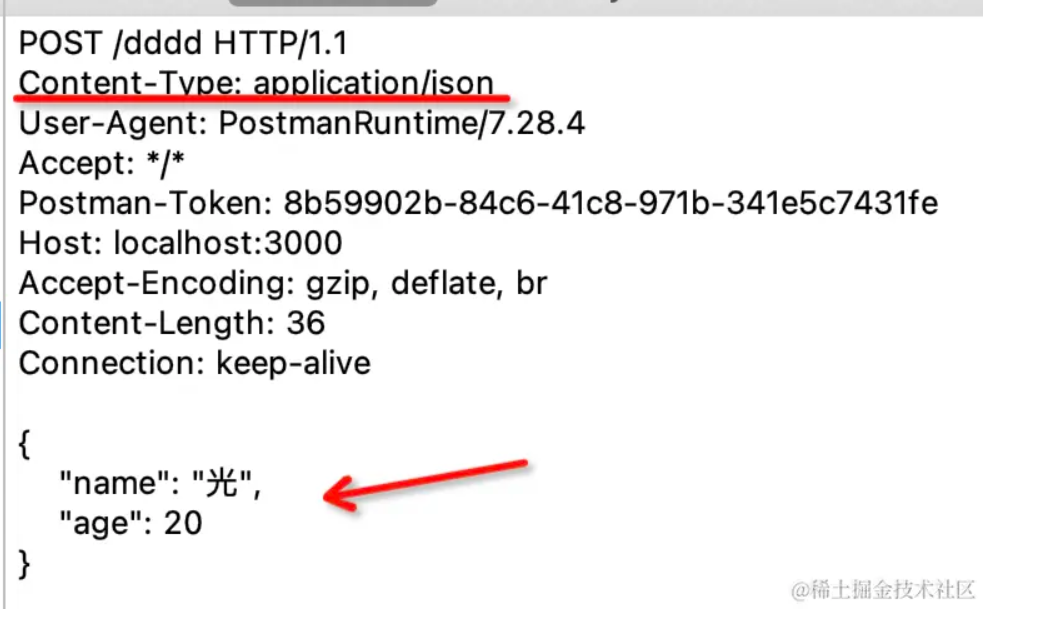 POST /dddd HTTP/1.1
Content-Type: application/json
User-Agent: PostmanRuntime/7.28.4
Accept: */*
Postman-Token: 8b59902b-84c6-41c8-971b-341e5c7431fe
Host: localhost:3000
Accept-Encoding: gzip, deflate, br
Content-Length: 36
Connection: keep-alive
{
"name": "光",
"age": 20
}
@稀土掘金技术社区